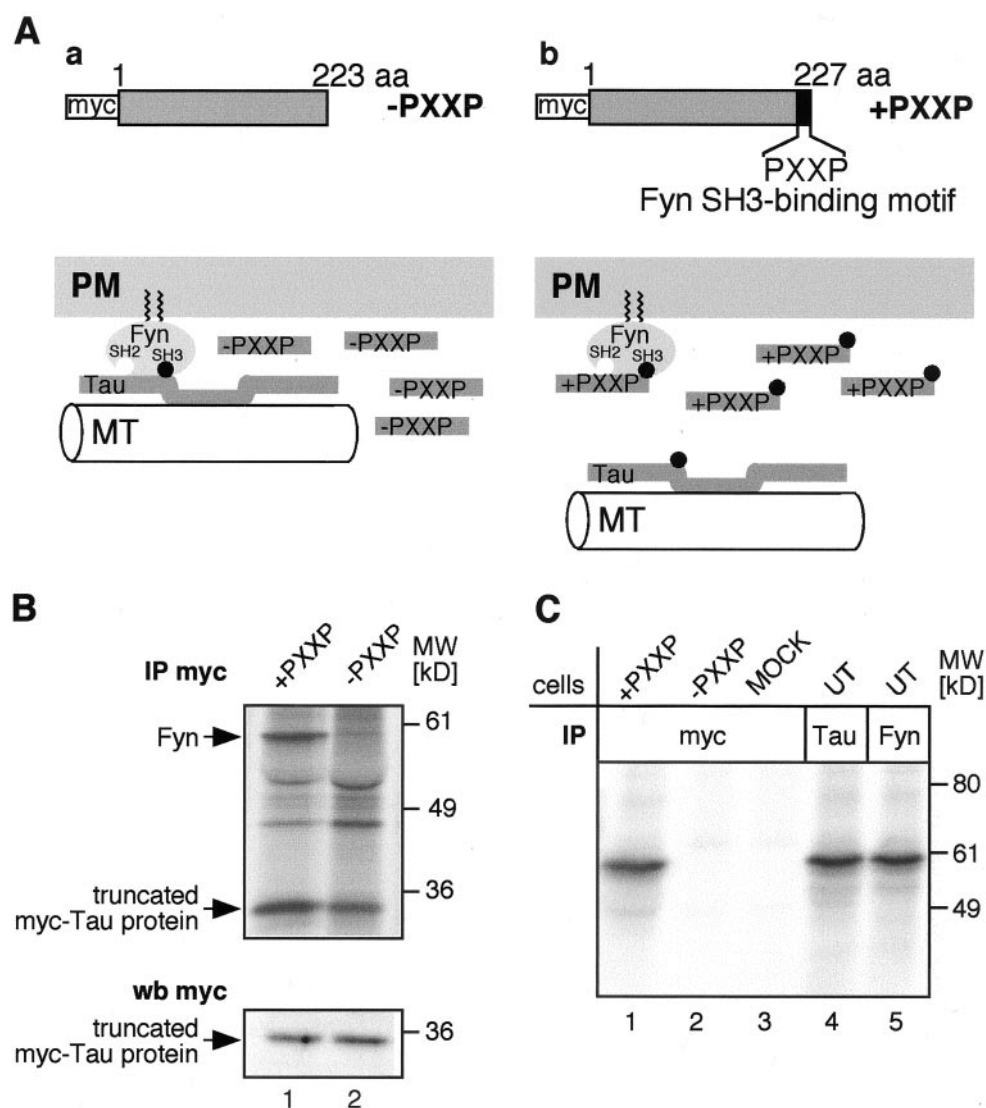 A
a
1
223 aa
myc
-PXXP
b
1
227 aa
myc
+PXXP
PXXP
Fyn SH3-binding motif
PM
Fyn
SH2
SH3
-PXXP
-PXXP
Tau
-PXXP
MT
-PXXP
PM
Fyn
SH2
SH3
+PXXP
+PXXP
+PXXP
+PXXP
Tau
MT
B
IP myc
+PXXP
-PXXP
MW
[kD]
Fyn
61
49
36
truncated
myc-Tau protein
wb myc
truncated
myc-Tau protein
36
1 2
C
cells
+PXXP
-PXXP
MOCK
UT
UT
MW
[kD]
IP
myc
Tau
Fyn
80
61
49
1 2 3 4 5